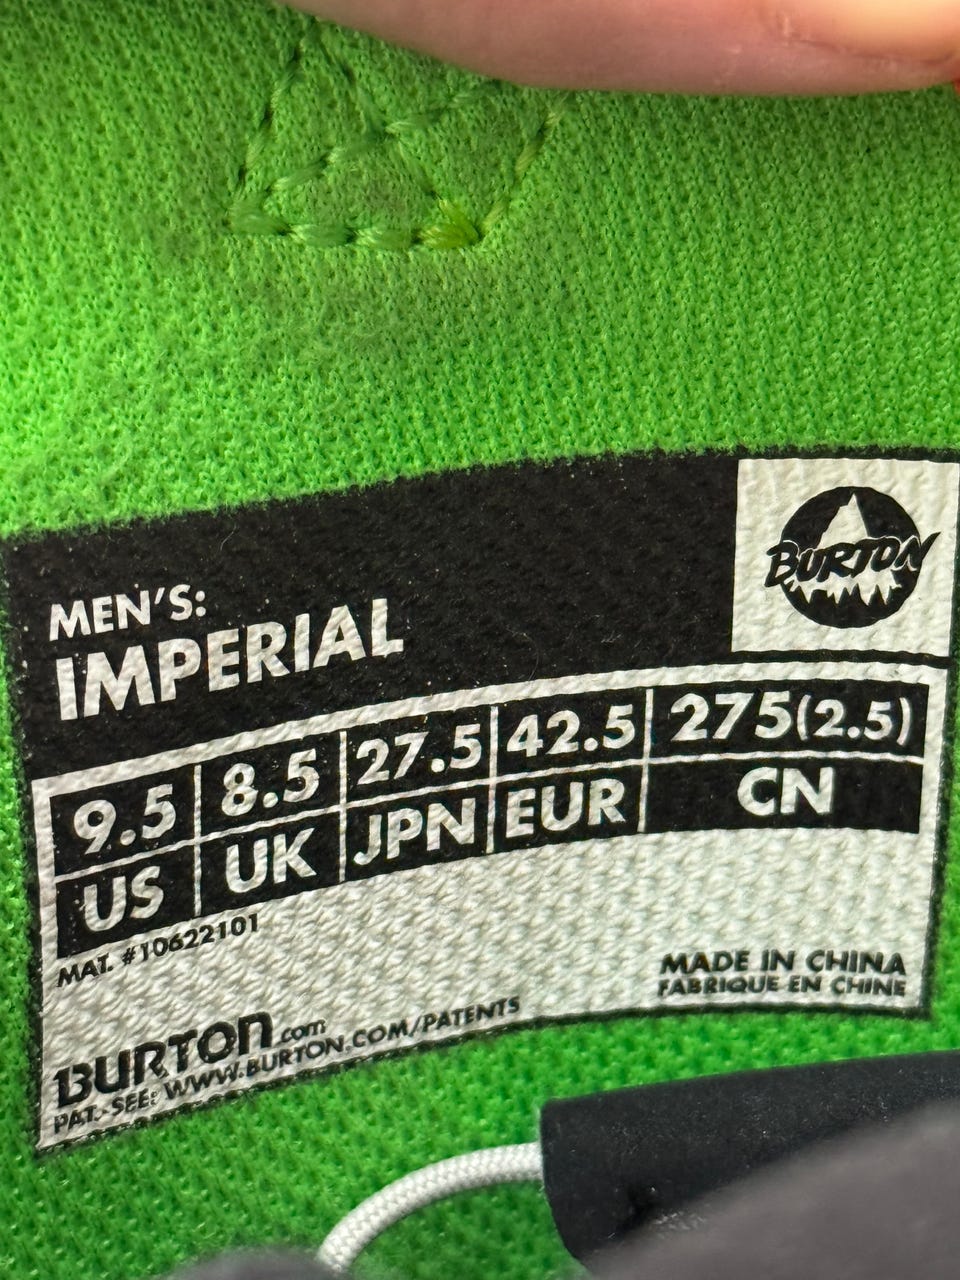 BURTON
MEN'S:
IMPERIAL
9.5 8.5 27.5 42.5 275(2.5)
US UK JPN EUR CN
MAT. #10622101
MADE IN CHINA
FABRIQUE EN CHINE
BURTON.com
PAT.-SEE: WWW.BURTON.COM/PATENTS